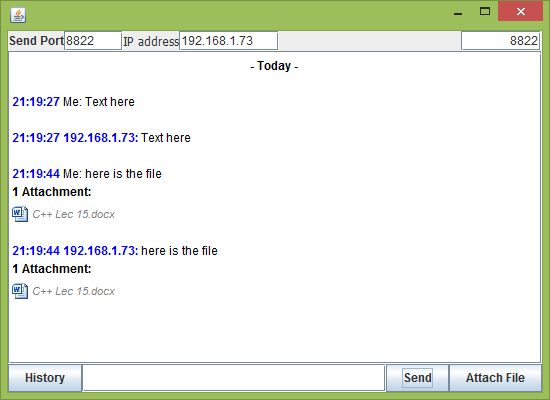 Send Port 8822 IP address 192.168.1.73 8822
- Today -
21:19:27 Me: Text here
21:19:27 192.168.1.73: Text here
21:19:44 Me: here is the file
1 Attachment:
C++ Lec 15.docx
21:19:44 192.168.1.73: here is the file
1 Attachment:
C++ Lec 15.docx
History Send Attach File